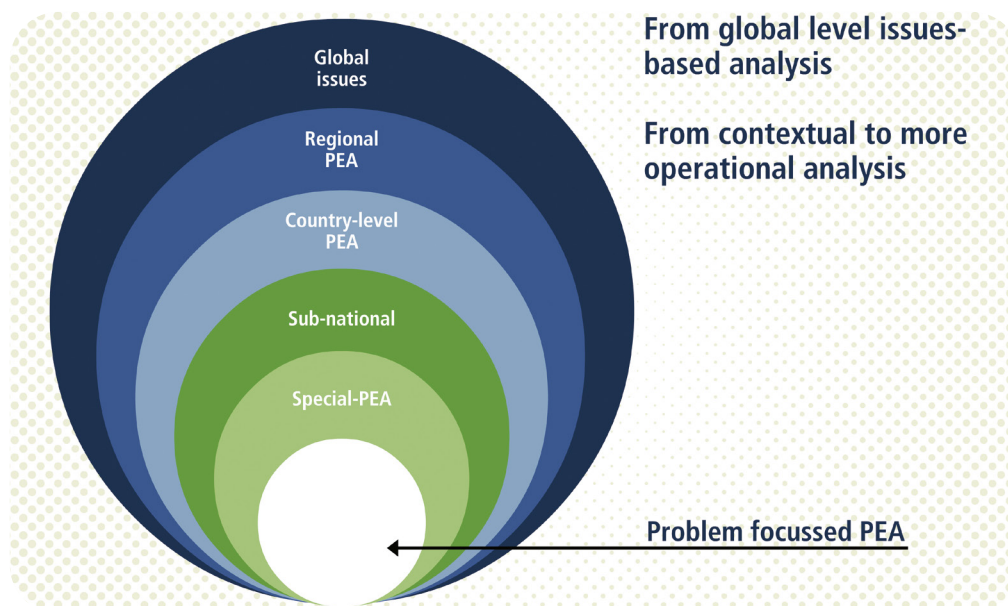 Global
issues
Regional
PEA
Country-level
PEA
Sub-national
Special-PEA
From global level issues-
based analysis
From contextual to more
operational analysis
Problem focussed PEA